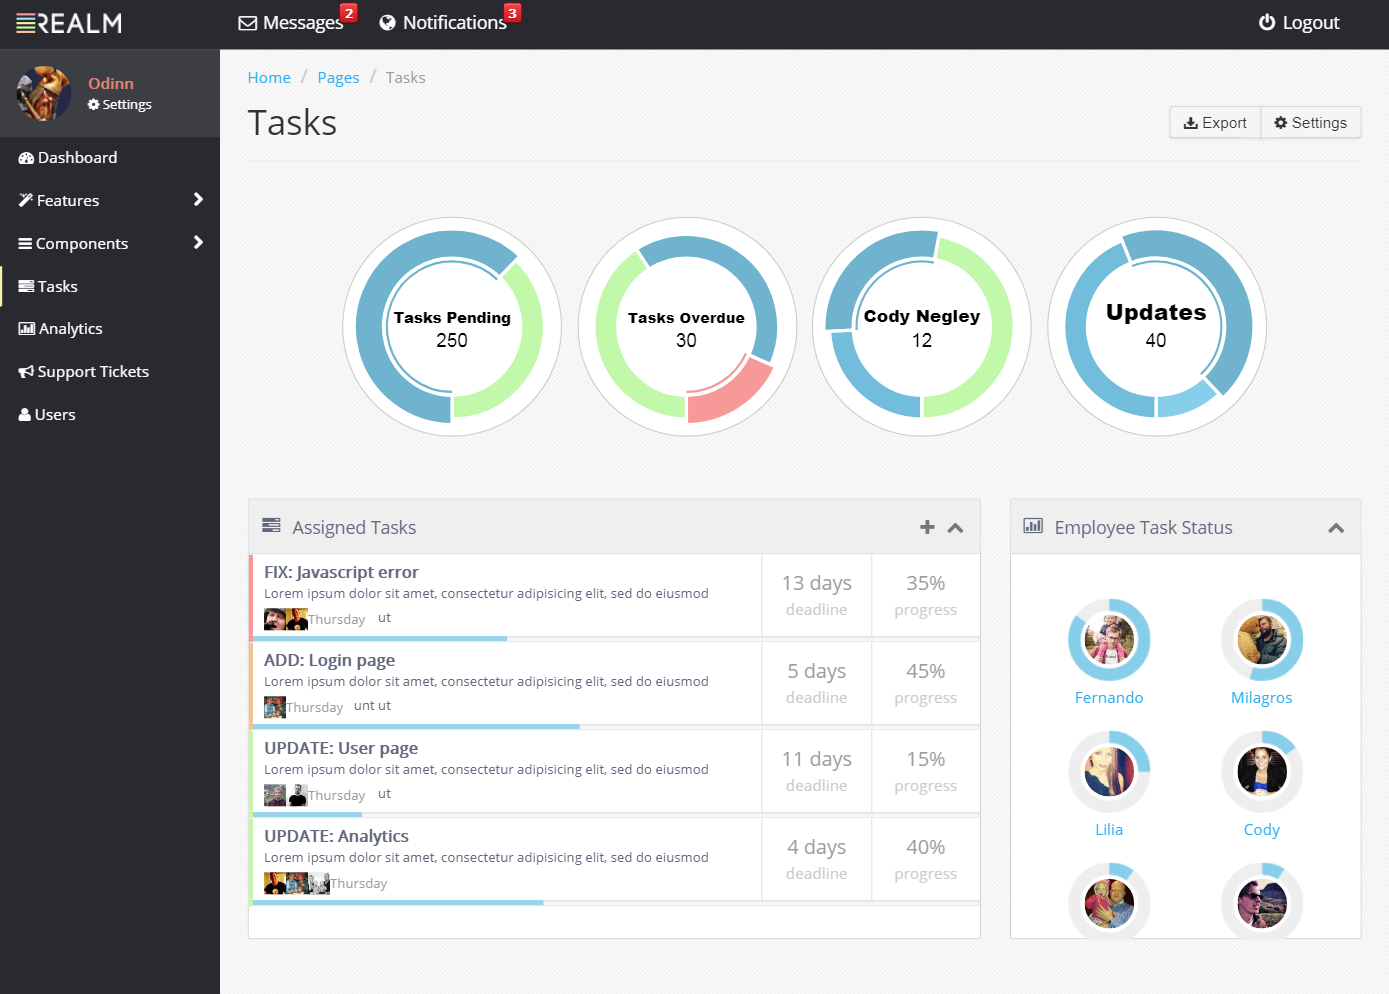 REALM
Messages 2
Notifications 3
Logout
Odinn
Settings
Dashboard
Features
Components
Tasks
Analytics
Support Tickets
Users
Home / Pages / Tasks
Tasks
Export
Settings
Tasks Pending
250
Tasks Overdue
30
Cody Negley
12
Updates
40
Assigned Tasks
FIX: Javascript error
Lorem ipsum dolor sit amet, consectetur adipisicing elit, sed do eiusmod
Thursday ut
13 days
deadline
35%
progress
ADD: Login page
Lorem ipsum dolor sit amet, consectetur adipisicing elit, sed do eiusmod
Thursday unt ut
5 days
deadline
45%
progress
UPDATE: User page
Lorem ipsum dolor sit amet, consectetur adipisicing elit, sed do eiusmod
Thursday ut
11 days
deadline
15%
progress
UPDATE: Analytics
Lorem ipsum dolor sit amet, consectetur adipisicing elit, sed do eiusmod
Thursday
4 days
deadline
40%
progress
Employee Task Status
Fernando
Milagros
Lilia
Cody